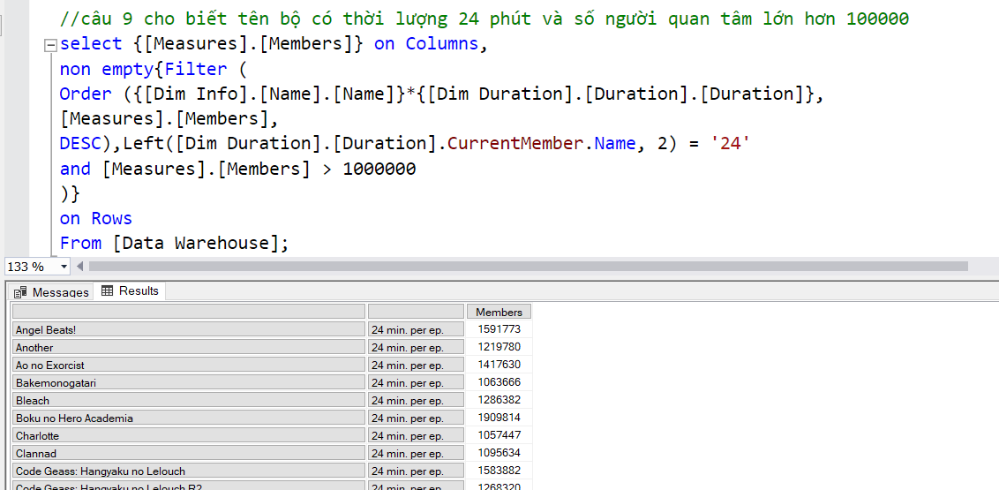 //câu 9 cho biết tên bộ có thời lượng 24 phút và số người quan tâm lớn hơn 100000
select {[Measures].[Members]} on Columns,
non empty{Filter (
Order ({[Dim Info].[Name].[Name]}*{[Dim Duration].[Duration].[Duration]},
[Measures].[Members],
DESC),Left([Dim Duration].[Duration].CurrentMember.Name, 2) = '24'
and [Measures].[Members] > 1000000
)}
on Rows
From [Data Warehouse];
133 %
Messages Results
Members
Angel Beats! 24 min. per ep. 1591773
Another 24 min. per ep. 1219780
Ao no Exorcist 24 min. per ep. 1417630
Bakemonogatari 24 min. per ep. 1063666
Bleach 24 min. per ep. 1286382
Boku no Hero Academia 24 min. per ep. 1909814
Charlotte 24 min. per ep. 1057447
Clannad 24 min. per ep. 1095634
Code Geass: Hangyaku no Lelouch 24 min. per ep. 1583882
Code Geass: Hangyaku no Lelouch R2 24 min. per ep. 1268320